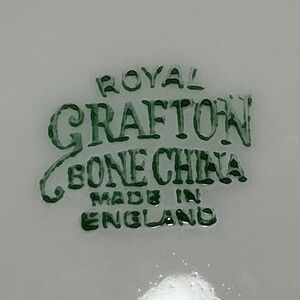 ROYAL
GRAFTON
BONE CHINA
MADE IN
ENGLAND